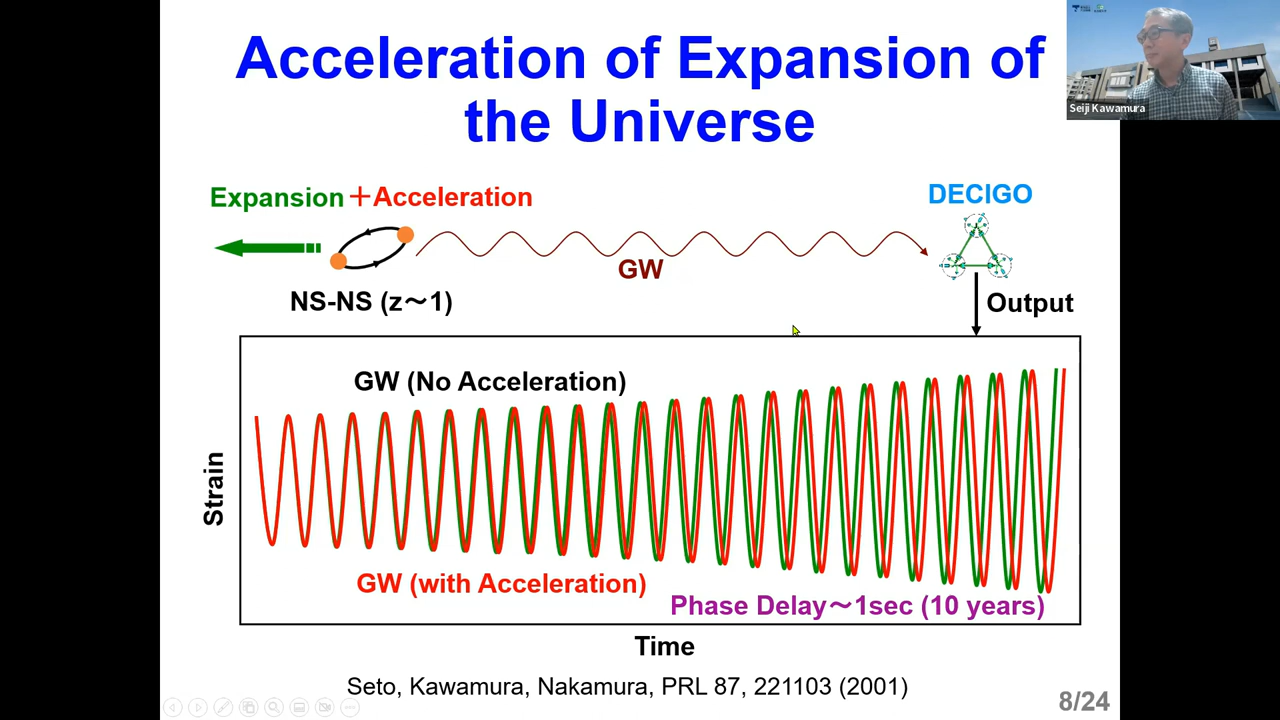 Acceleration of Expansion of
the Universe
Seiji Kawamura
Expansion +Acceleration
DECIGO
GW
NS-NS (z～1)
Output
GW (No Acceleration)
Strain
GW (with Acceleration)
Phase Delay～1sec (10 years)
Time
Seto, Kawamura, Nakamura, PRL 87, 221103 (2001)
8/24